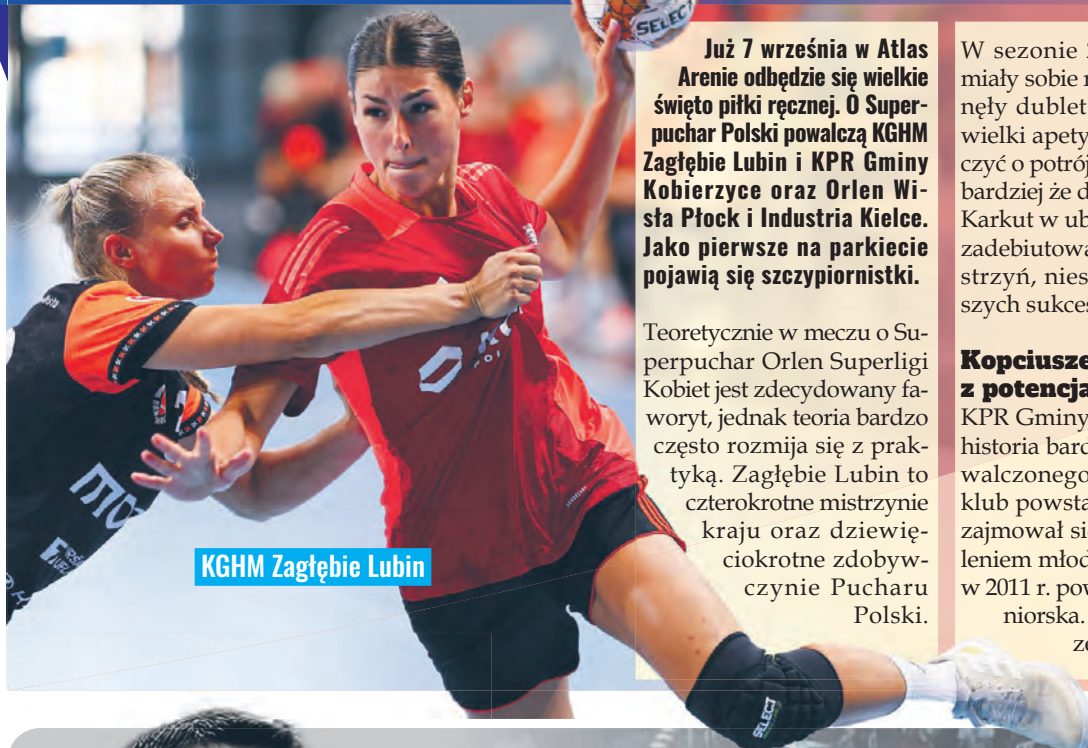 SELECT
Już 7 września w Atlas
Arenie odbędzie się wielkie
święto piłki ręcznej. O Super-
puchar Polski powalczą KGHM
Zagłębie Lubin i KPR Gminy
Kobierzyce oraz Orlen Wi-
sła Płock i Industria Kielce.
Jako pierwsze na parkiecie
pojawią się szczypiornistki.
Teoretycznie w meczu o Su-
perpuchar Orlen Superligi
Kobiet jest zdecydowany fa-
woryt, jednak teoria bardzo
często rozmija się z prak-
tyką. Zagłębie Lubin to
czterokrotne mistrzynie
kraju oraz dziewię-
ciokrotne zdobyw-
czynie Pucharu
Polski.
W sezonie
miały sobie
nęły dublet
wielki apety
czyć o potrój
bardziej że d
Karkut w ub
zadebiutowa
strzyń, nies
szych sukces
Kopciusze
z potencja
KPR Gminy
historia bard
walczonego
klub powsta
zajmował si
leniem młod
w 2011 r. pow
niorska.
KGHM Zagłębie Lubin
SELECT